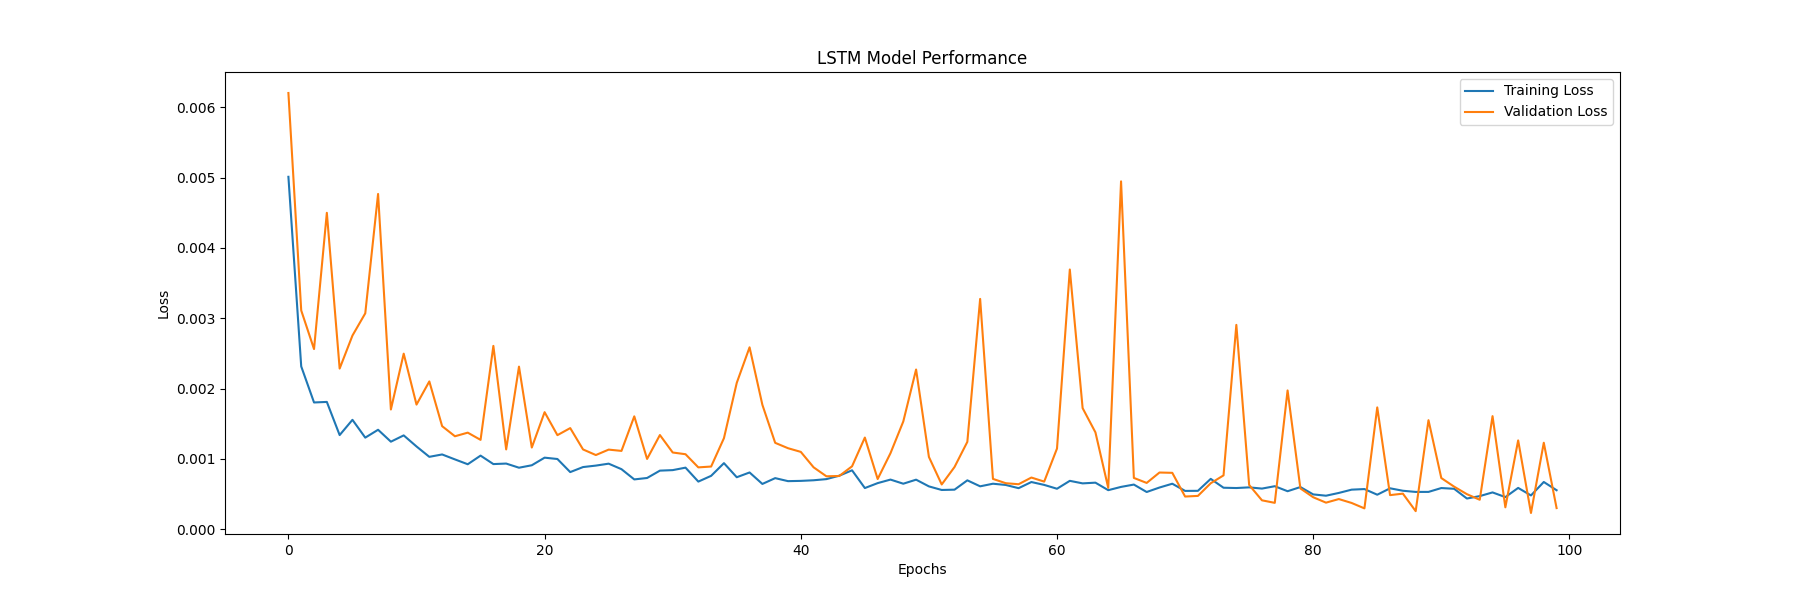 LSTM Model Performance
Training Loss
Validation Loss
0.006
0.005
0.004
0.003
0.002
0.001
0.000
Loss
0
20
40
60
80
100
Epochs